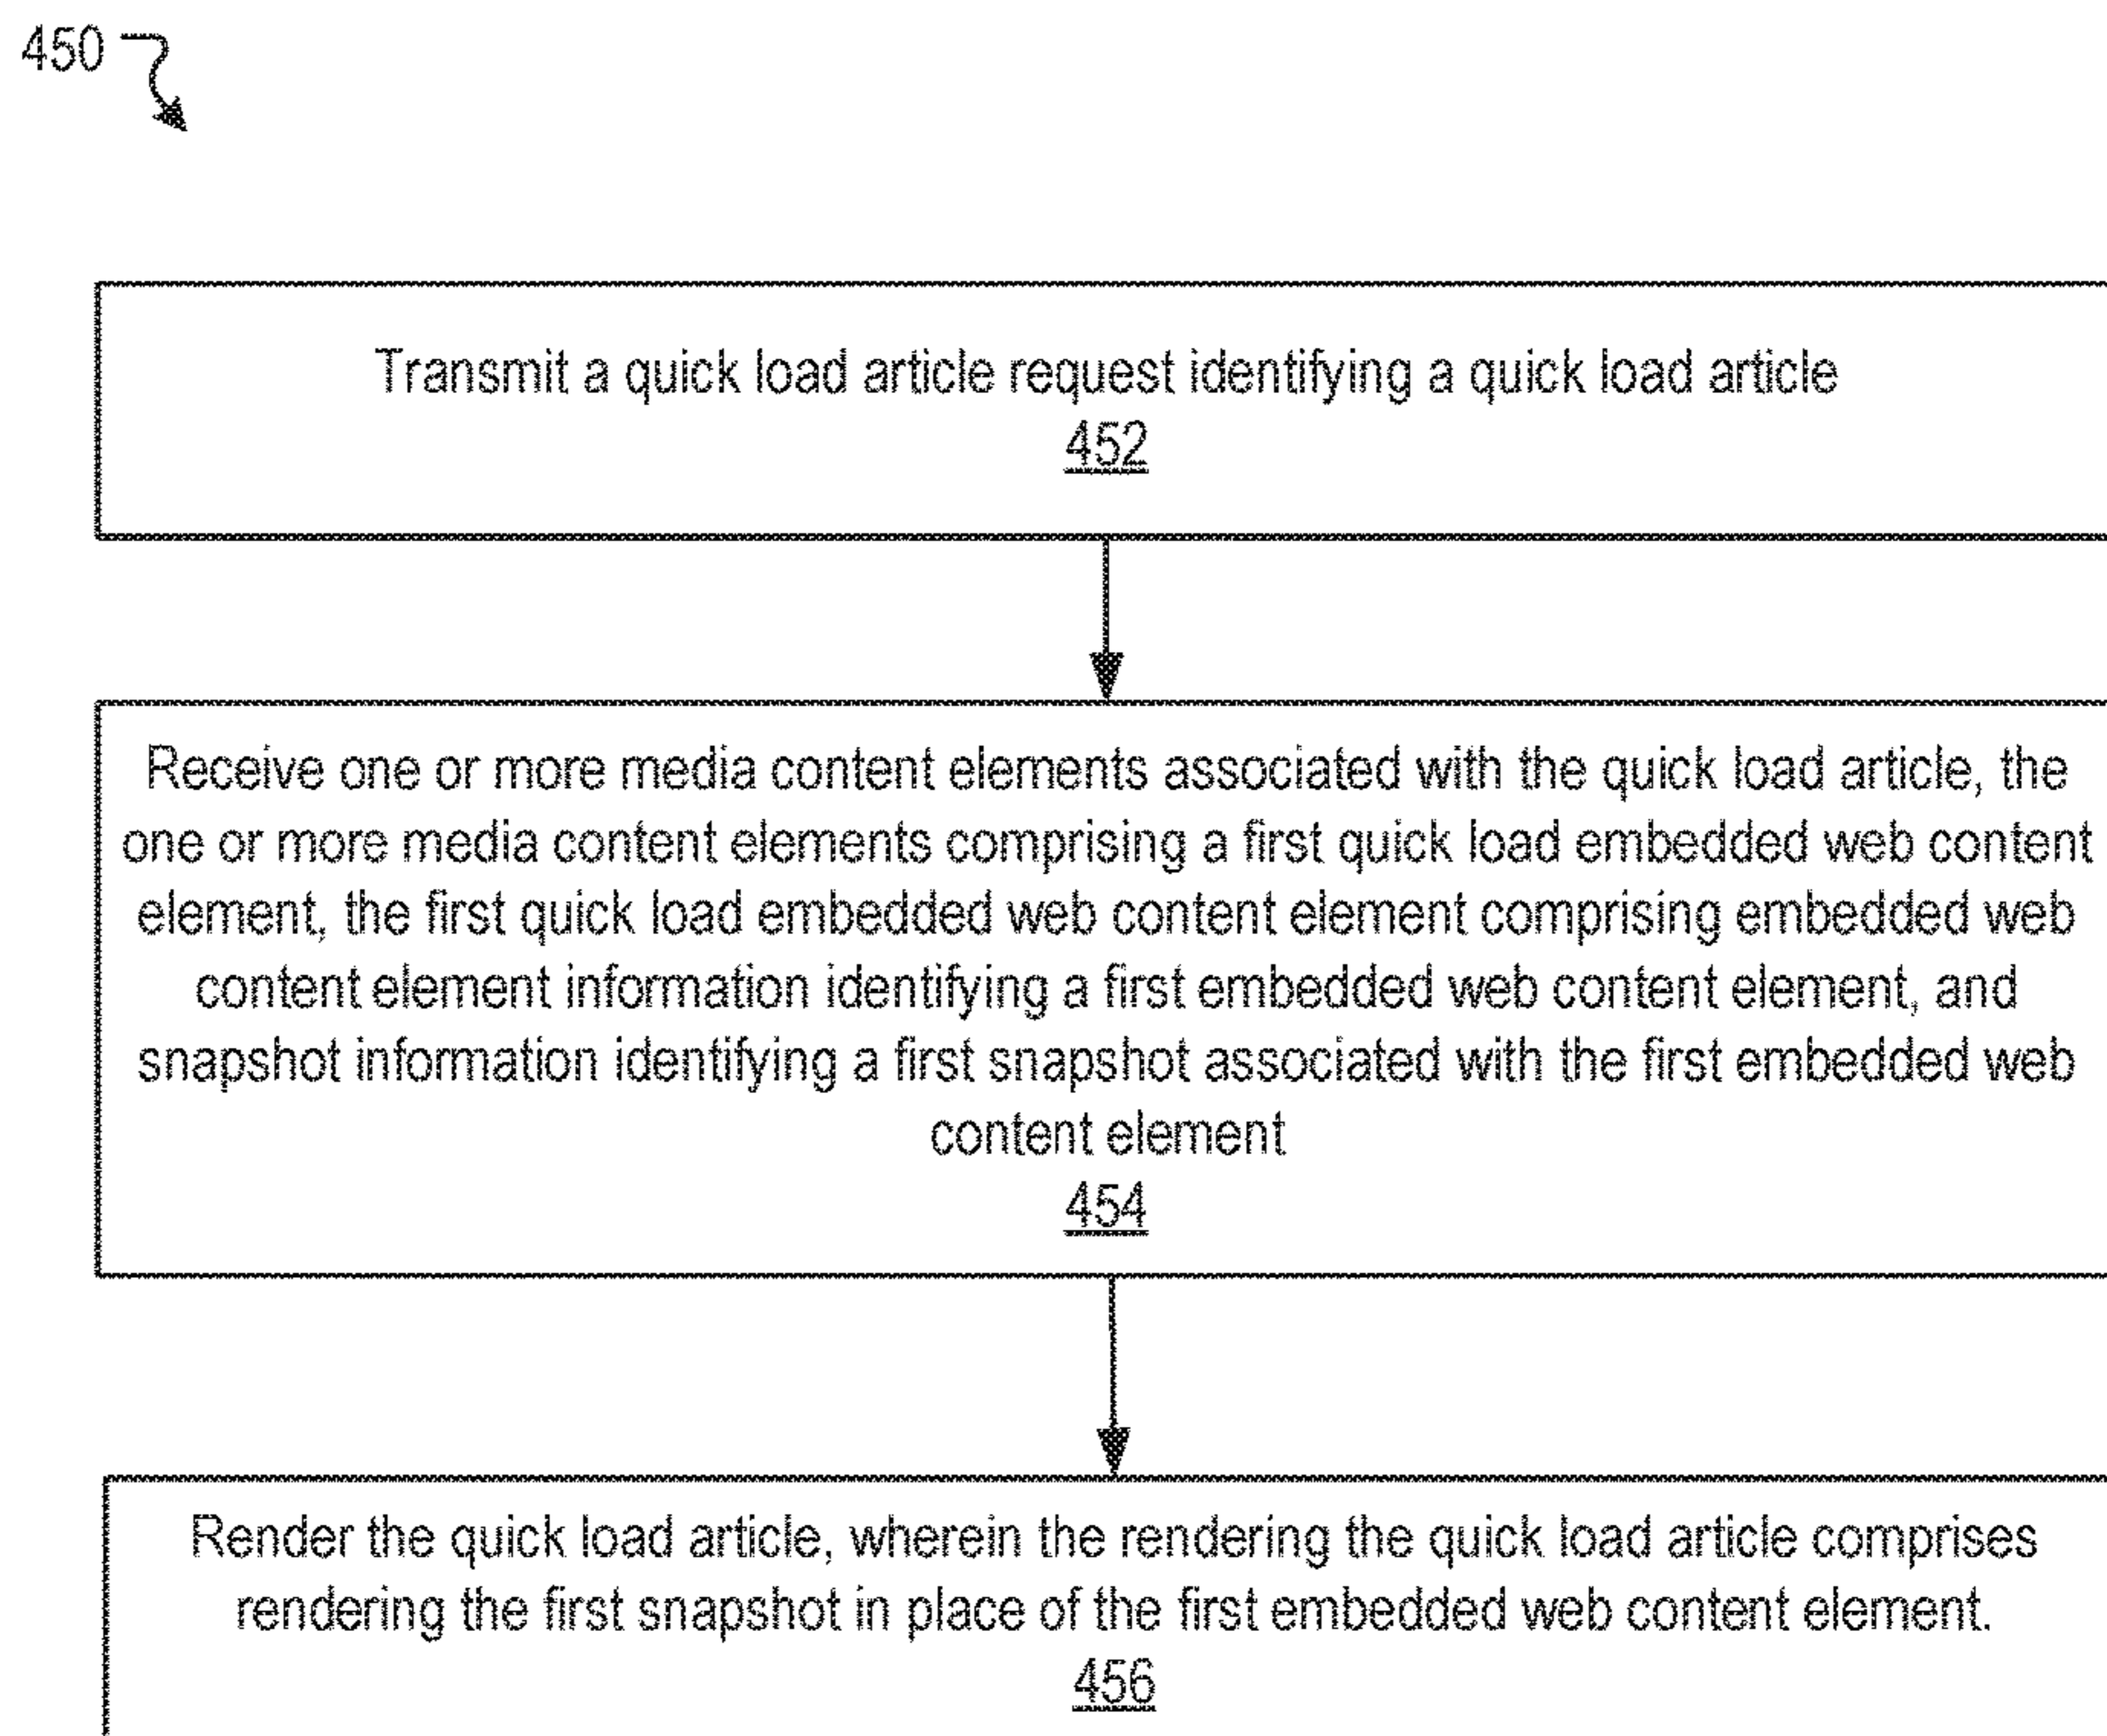 450
Transmit a quick load article request identifying a quick load article
452
Receive one or more media content elements associated with the quick load article, the
one or more media content elements comprising a first quick load embedded web content
element, the first quick load embedded web content element comprising embedded web
content element information identifying a first embedded web content element, and
snapshot information identifying a first snapshot associated with the first embedded web
content element
454
Render the quick load article, wherein the rendering the quick load article comprises
rendering the first snapshot in place of the first embedded web content element.
456